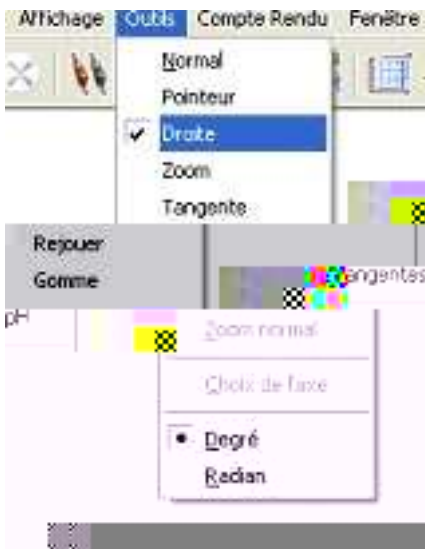 Affichage Outils Compte Rendu Fenêtre
Normal
Pointeur
Droite
Zoom
Tangente
Rejouer
Gomme
angentes
pH
Zoom normal
Choix de l'axe
Degré
Radian